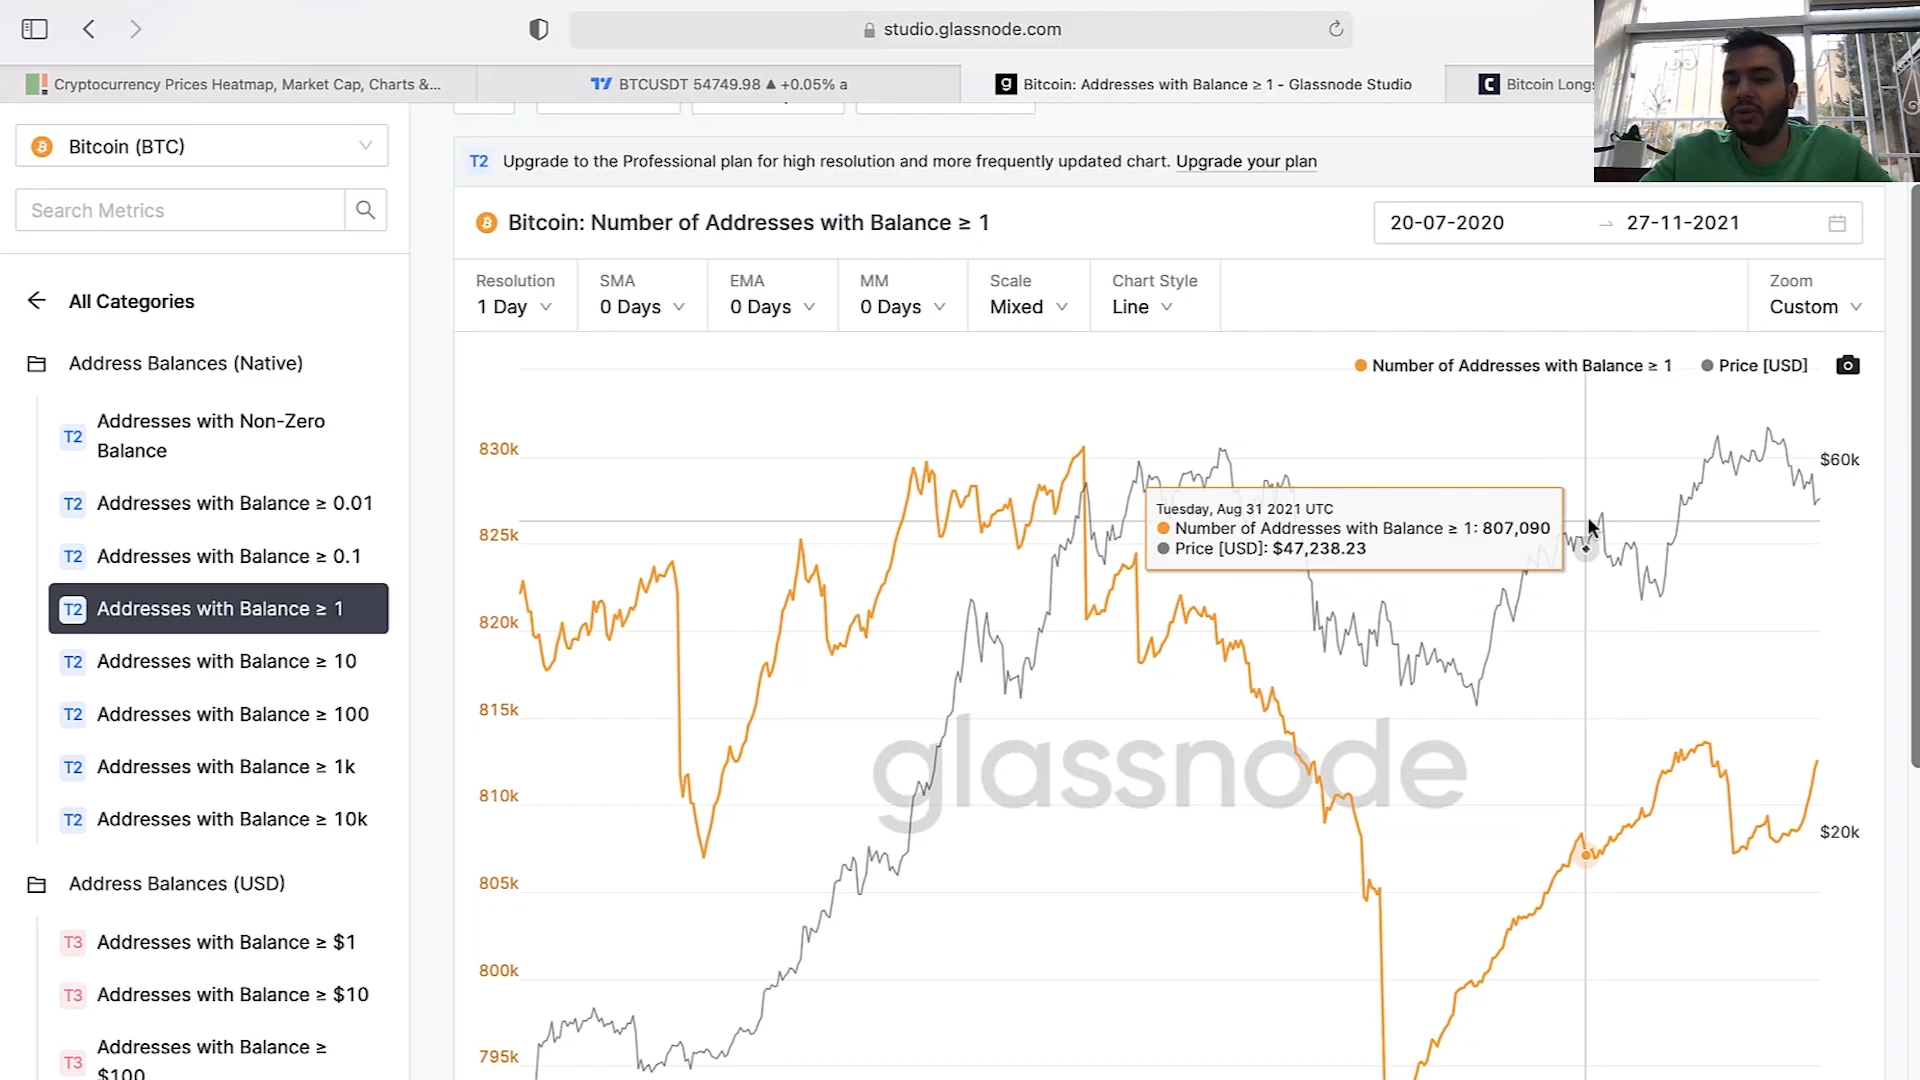 studio.glassnode.com
Cryptocurrency Prices Heatmap, Market Cap, Charts &...
BTCUSDT 54749.98 ▲ +0.05% a
g Bitcoin: Addresses with Balance ≥ 1 - Glassnode Studio
C Bitcoin Longs
Bitcoin (BTC)
T2 Upgrade to the Professional plan for high resolution and more frequently updated chart. Upgrade your plan
Search Metrics
Bitcoin: Number of Addresses with Balance ≥ 1
20-07-2020 → 27-11-2021
Resolution
1 Day
SMA
0 Days
EMA
0 Days
MM
0 Days
Scale
Mixed
Chart Style
Line
Zoom
Custom
← All Categories
Address Balances (Native)
T2 Addresses with Non-Zero
Balance
T2 Addresses with Balance ≥ 0.01
T2 Addresses with Balance ≥ 0.1
T2 Addresses with Balance ≥ 1
T2 Addresses with Balance ≥ 10
T2 Addresses with Balance ≥ 100
T2 Addresses with Balance ≥ 1k
T2 Addresses with Balance ≥ 10k
Address Balances (USD)
T3 Addresses with Balance ≥ $1
T3 Addresses with Balance ≥ $10
T3 Addresses with Balance ≥
$100
Number of Addresses with Balance ≥ 1
Price [USD]
830k
825k
820k
815k
810k
805k
800k
795k
$60k
$20k
Tuesday, Aug 31 2021 UTC
Number of Addresses with Balance ≥ 1: 807,090
Price [USD]: $47,238.23
glassnode